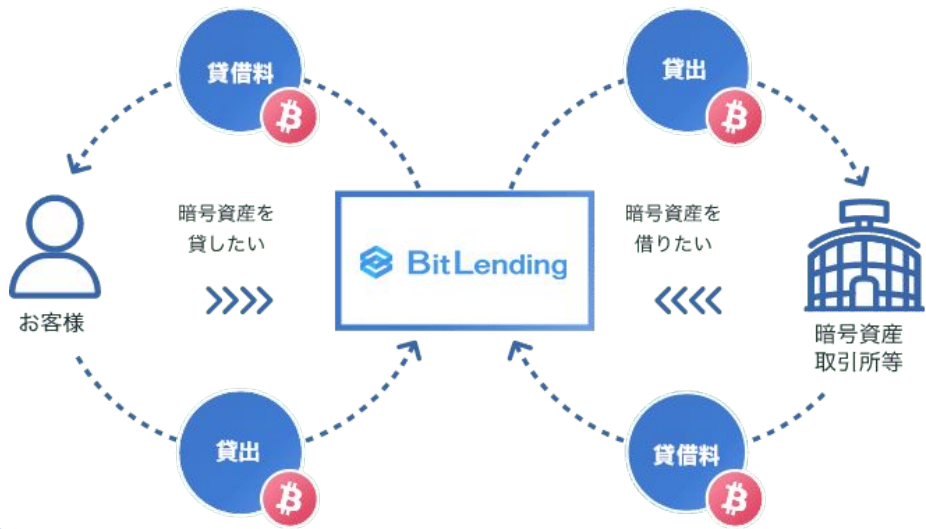 貸借料
貸出
暗号資産を
貸したい
BitLending
暗号資産を
借りたい
お客様
暗号資産
取引所等
貸出
貸借料